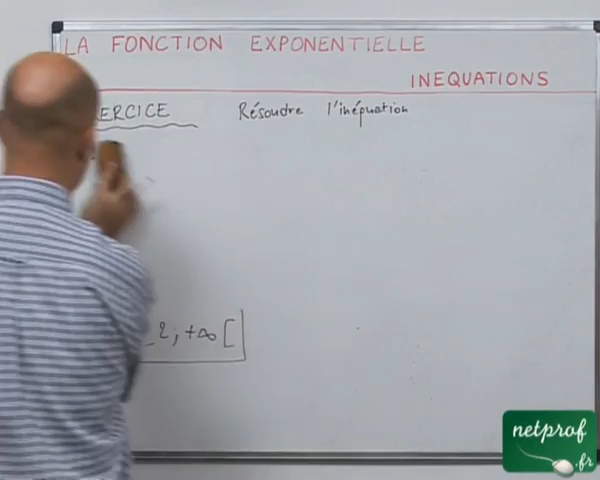 LA FONCTION EXPONENTIELLE
INEQUATIONS
ERCICE Résoudre l'inéquation
_ 2 ; +∞ [
netprof
.fr